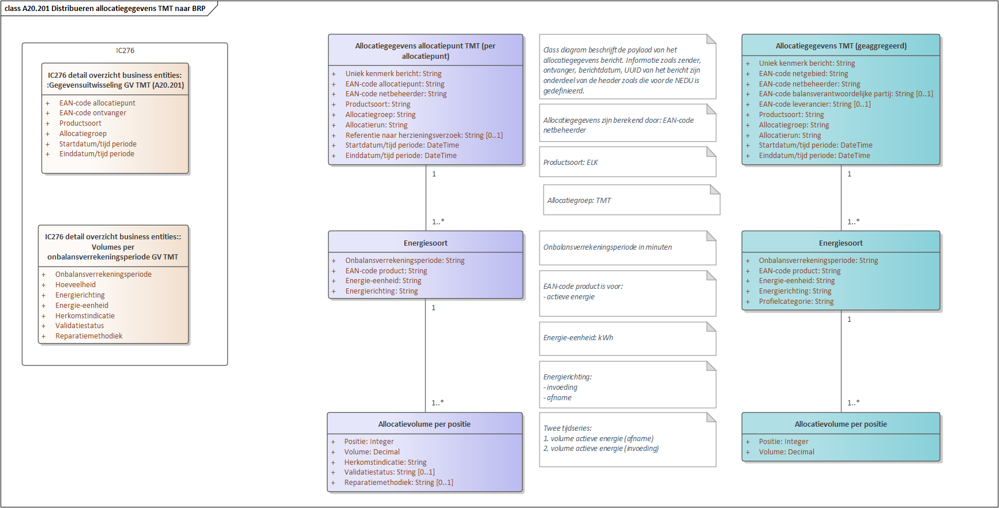 class A20.201 Distribueren allocatiegegevens TMT naar BRP
IC276
IC276 detail overzicht business entities:
:Gegevensuitwisseling GV TMT (A20.201)
+ EAN-code allocatiepunt
+ EAN-code ontvanger
+ Productsoort
+ Allocatiegroep
+ Startdatum/tijd periode
+ Einddatum/tijd periode
IC276 detail overzicht business entities::
Volumes per
onbalansverrekeningsperiode GV TMT
+ Onbalansverrekeningsperiode
+ Hoeveelheid
+ Energierichting
+ Energie-eenheid
+ Herkomstindicatie
+ Validatiestatus
+ Reparatiemethodiek
Allocatiegegevens allocatiepunt TMT (per
allocatiepunt)
+ Uniek kenmerk bericht: String
+ EAN-code allocatiepunt: String
+ EAN-code netbeheerder: String
+ Productsoort: String
+ Allocatiegroep: String
+ Allocatierun: String
+ Referentie naar herzieningsverzoek: String [0..1]
+ Startdatum/tijd periode: DateTime
+ Einddatum/tijd periode: DateTime
1
1..*
Energiesoort
+ Onbalansverrekeningsperiode: String
+ EAN-code product: String
+ Energie-eenheid: String
+ Energierichting: String
1
1..*
Allocatievolume per positie
+ Positie: Integer
+ Volume: Decimal
+ Herkomstindicatie: String
+ Validatiestatus: String [0..1]
+ Reparatiemethodiek: String [0..1]
Class diagram beschrijft de paylaod van het
allocatiegegevens bericht. Informatie zoals zender,
ontvanger, berichtdatum, UUID van het bericht zijn
onderdeel van de header zoals die voor de NEDU is
gedefinieerd.
Allocatiegegevens zijn berekend door: EAN-code
netbeheerder
Productsoort: ELK
Allocatiegroep: TMT
Onbalansverrekeningsperiode in minuten
EAN-code product is voor:
- actieve energie
Energie-eenheid: kWh
Energierichting:
- invoeding
- afname
Twee tijdseries:
1. volume actieve energie (afname)
2. volume actieve energie (invoeding)
Allocatiegegevens TMT (geaggregeerd)
+ Uniek kenmerk bericht: String
+ EAN-code netgebied: String
+ EAN-code netbeheerder: String
+ EAN-code balansverantwoordelijke partij: String [0..1]
+ EAN-code leverancier: String [0..1]
+ Productsoort: String
+ Allocatiegroep: String
+ Allocatierun: String
+ Startdatum/tijd periode: DateTime
+ Einddatum/tijd periode: DateTime
1
1..*
Energiesoort
+ Onbalansverrekeningsperiode: String
+ EAN-code product: String
+ Energie-eenheid: String
+ Energierichting: String
+ Profielcategorie: String
1
1..*
Allocatievolume per positie
+ Positie: Integer
+ Volume: Decimal